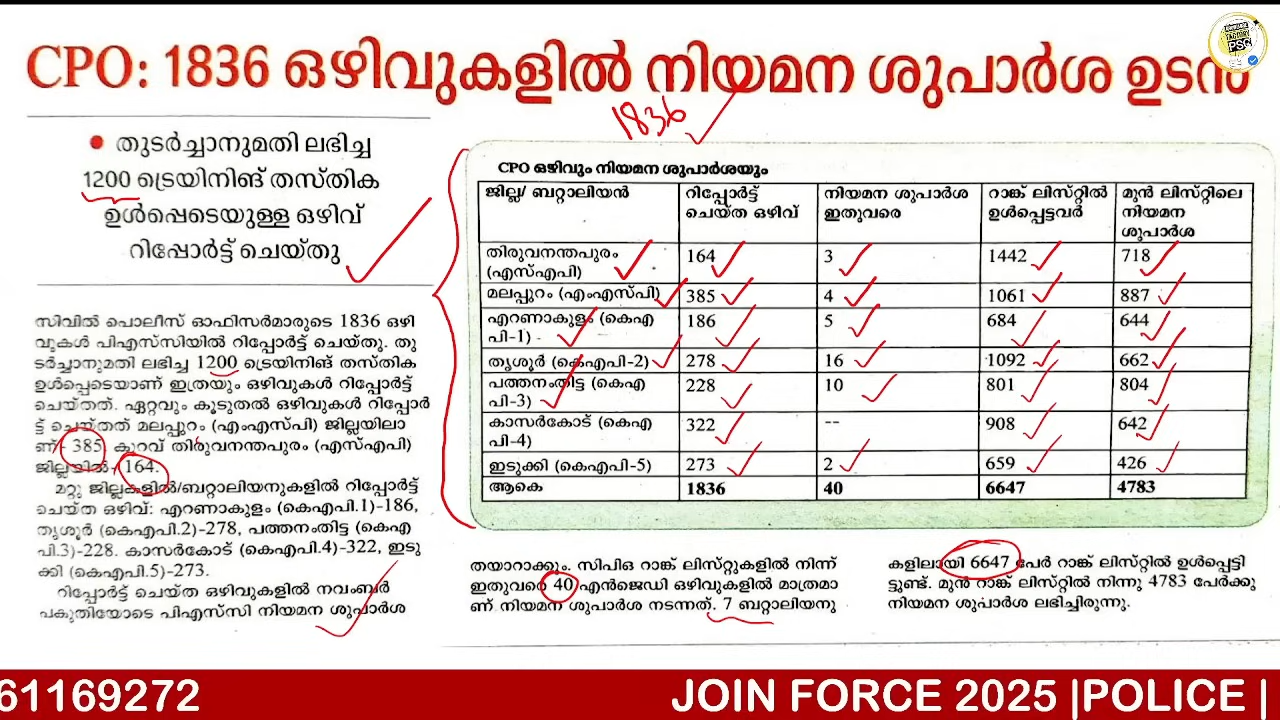 CPO: 1836 ഒഴിവുകളിൽ നിയമന ശുപാർശ ഉടൻ
PSC
1836
● തുടർച്ചാനുമതി ലഭിച്ച
1200 ട്രെയിനിങ് തസ്തിക
ഉൾപ്പെടെയുള്ള ഒഴിവ്
റിപ്പോർട്ട് ചെയ്തു
സിവിൽ പൊലീസ് ഓഫിസർമാരുടെ 1836 ഒഴി
വുകൾ പിഎസ്‌സിയിൽ റിപ്പോർട്ട് ചെയ്തു. തു
ടർച്ചാനുമതി ലഭിച്ച 1200 ട്രെയിനിങ് തസ്തിക
ഉൾപ്പെടെയാണ് ഇത്രയും ഒഴിവുകൾ റിപ്പോർട്ട്
ചെയ്തത്. ഏറ്റവും കൂടുതൽ ഒഴിവുകൾ റിപ്പോർ
ട്ട് ചെയ്തത് മലപ്പുറം (എംഎസ്പി) ജില്ലയിലാ
ണ്- 385. കുറവ് തിരുവനന്തപുരം (എസ്എപി)
ജില്ലയിൽ-164.
മറ്റു ജില്ലകളിൽ/ബറ്റാലിയനുകളിൽ റിപ്പോർട്ട്
ചെയ്ത ഒഴിവ്: എറണാകുളം (കെഎപി.1)-186,
തൃശൂർ (കെഎപി.2)-278, പത്തനംതിട്ട (കെഎ
പി.3)-228. കാസർകോട് (കെഎപി.4)-322, ഇടു
ക്കി (കെഎപി.5)-273.
റിപ്പോർട്ട് ചെയ്ത ഒഴിവുകളിൽ നവംബർ
പകുതിയോടെ പിഎസ്‌സി നിയമന ശുപാർശ
CPO ഒഴിവും നിയമന ശുപാർശയും
ജില്ല/ ബറ്റാലിയൻ റിപ്പോർട്ട് ചെയ്ത ഒഴിവ് നിയമന ശുപാർശ ഇതുവരെ റാങ്ക് ലിസ്റ്റിൽ ഉൾപ്പെട്ടവർ മുൻ ലിസ്റ്റിലെ നിയമന ശുപാർശ
തിരുവനന്തപുരം (എസ്എപി) 164 3 1442 718
മലപ്പുറം (എംഎസ്പി) 385 4 1061 887
എറണാകുളം (കെഎപി-1) 186 5 684 644
തൃശൂർ (കെഎപി-2) 278 16 1092 662
പത്തനംതിട്ട (കെഎപി-3) 228 10 801 804
കാസർകോട് (കെഎപി-4) 322 -- 908 642
ഇടുക്കി (കെഎപി-5) 273 2 659 426
ആകെ 1836 40 6647 4783
തയാറാക്കും. സിപിഒ റാങ്ക് ലിസ്റ്റുകളിൽ നിന്ന്
ഇതുവരെ 40 എൻജെഡി ഒഴിവുകളിൽ മാത്രമാ
ണ് നിയമന ശുപാർശ നടന്നത്. 7 ബറ്റാലിയനു
കളിലായി 6647 പേർ റാങ്ക് ലിസ്റ്റിൽ ഉൾപ്പെട്ടി
ട്ടുണ്ട്. മുൻ റാങ്ക് ലിസ്റ്റിൽ നിന്നു 4783 പേർക്കു
നിയമന ശുപാർശ ലഭിച്ചിരുന്നു.
61169272 JOIN FORCE 2025 |POLICE |